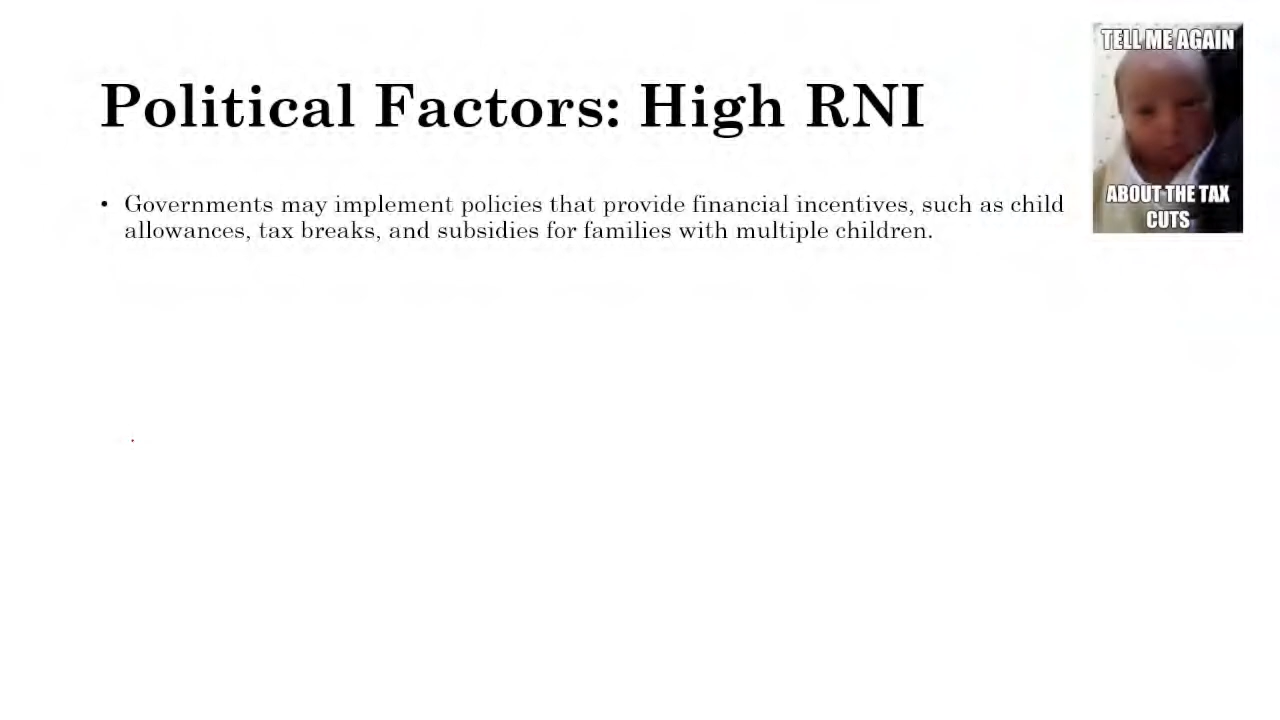 Political Factors: High RNI
• Governments may implement policies that provide financial incentives, such as child
allowances, tax breaks, and subsidies for families with multiple children.
.
TELL ME AGAIN
ABOUT THE TAX
CUTS